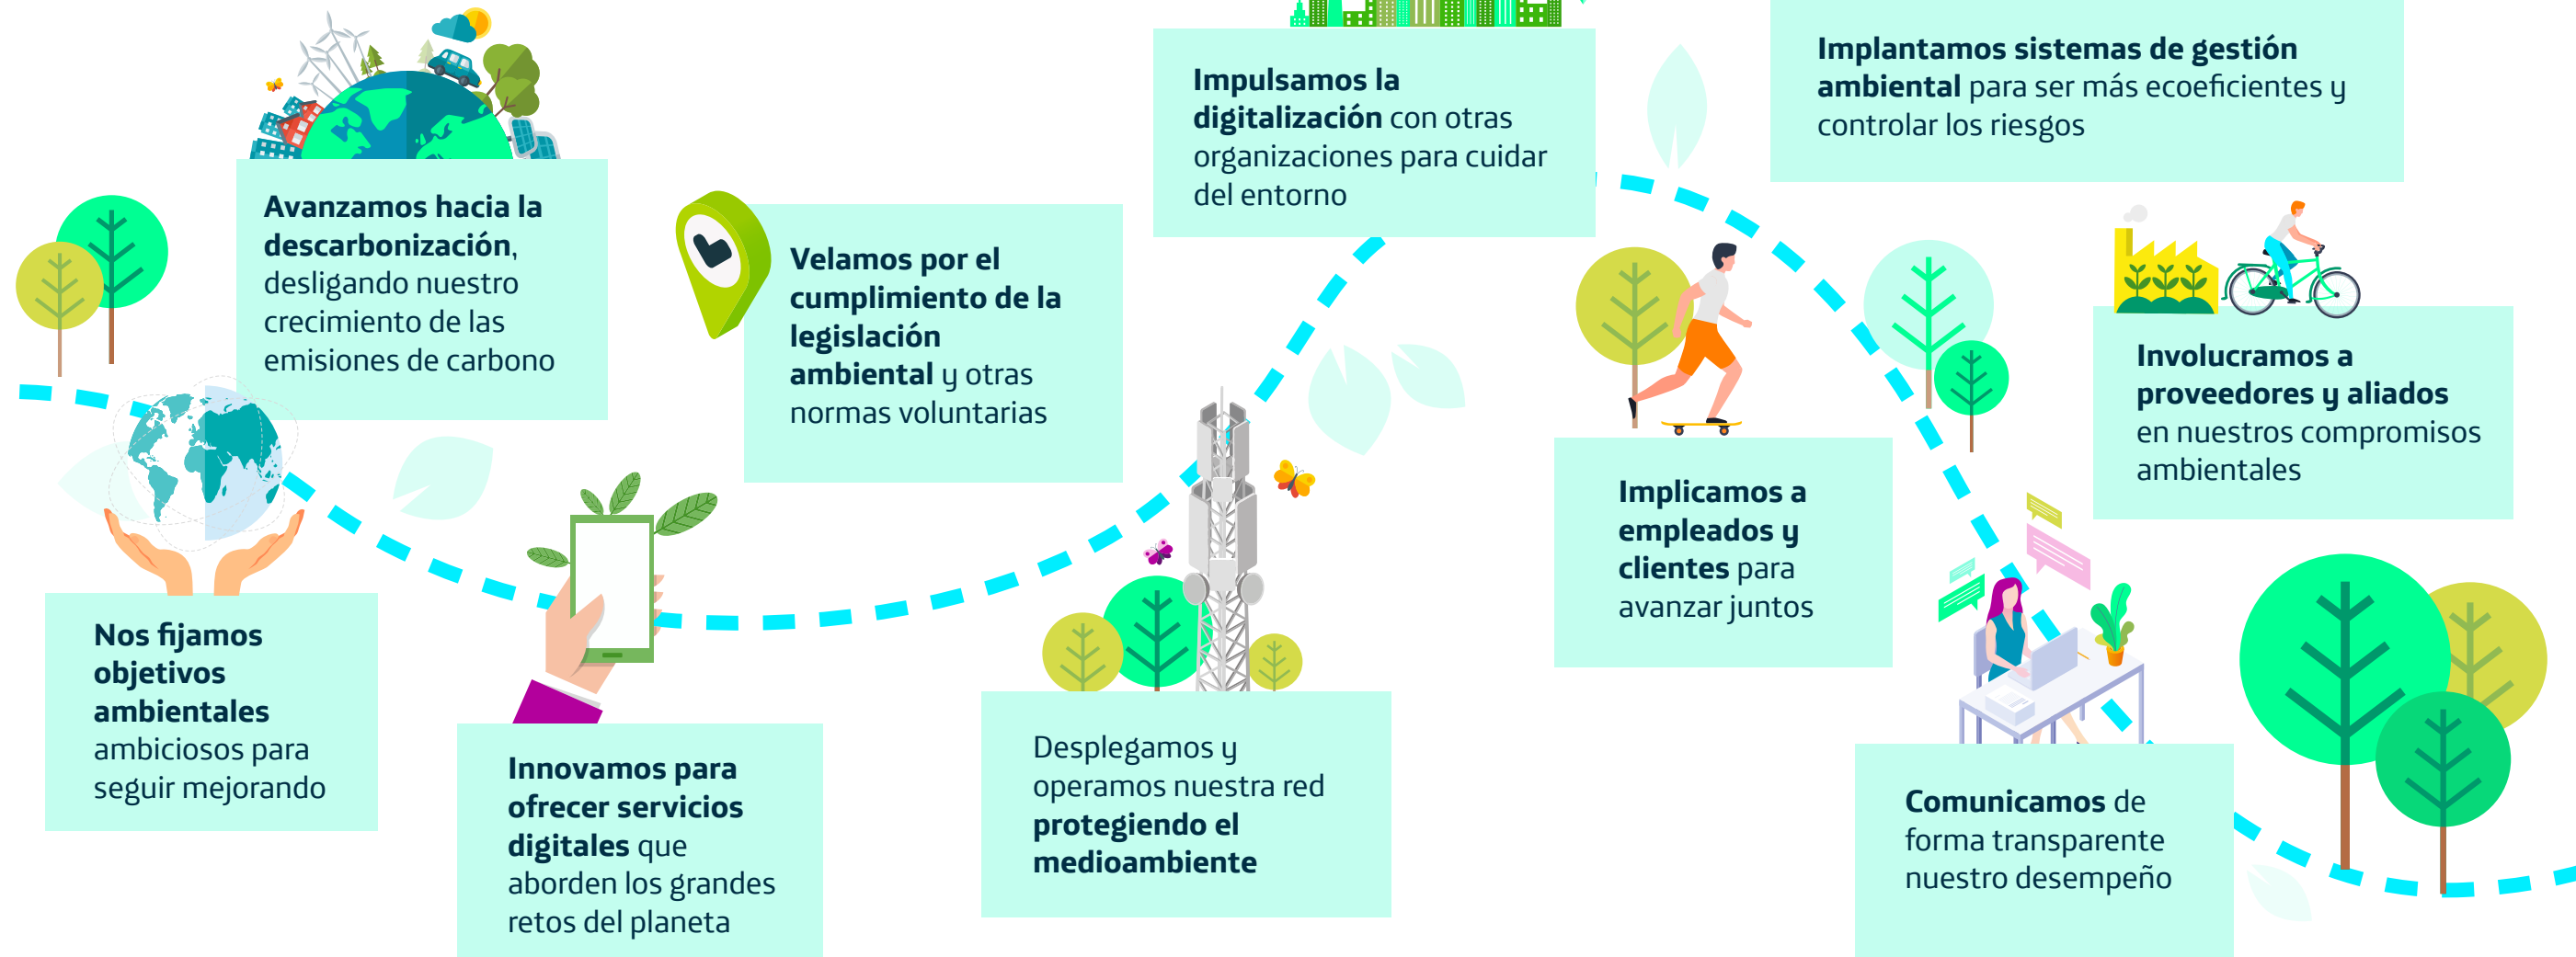 Avanzamos hacia la
descarbonización,
desligando nuestro
crecimiento de las
emisiones de carbono
Nos fijamos
objetivos
ambientales
ambiciosos para
seguir mejorando
Velamos por el
cumplimiento de la
legislación
ambiental y otras
normas voluntarias
Innovamos para
ofrecer servicios
digitales que
aborden los grandes
retos del planeta
Impulsamos la
digitalización con otras
organizaciones para cuidar
del entorno
Desplegamos y
operamos nuestra red
protegiendo el
medioambiente
Implantamos sistemas de gestión
ambiental para ser más ecoeficientes y
controlar los riesgos
Implicamos a
empleados y
clientes para
avanzar juntos
Involucramos a
proveedores y aliados
en nuestros compromisos
ambientales
Comunicamos de
forma transparente
nuestro desempeño